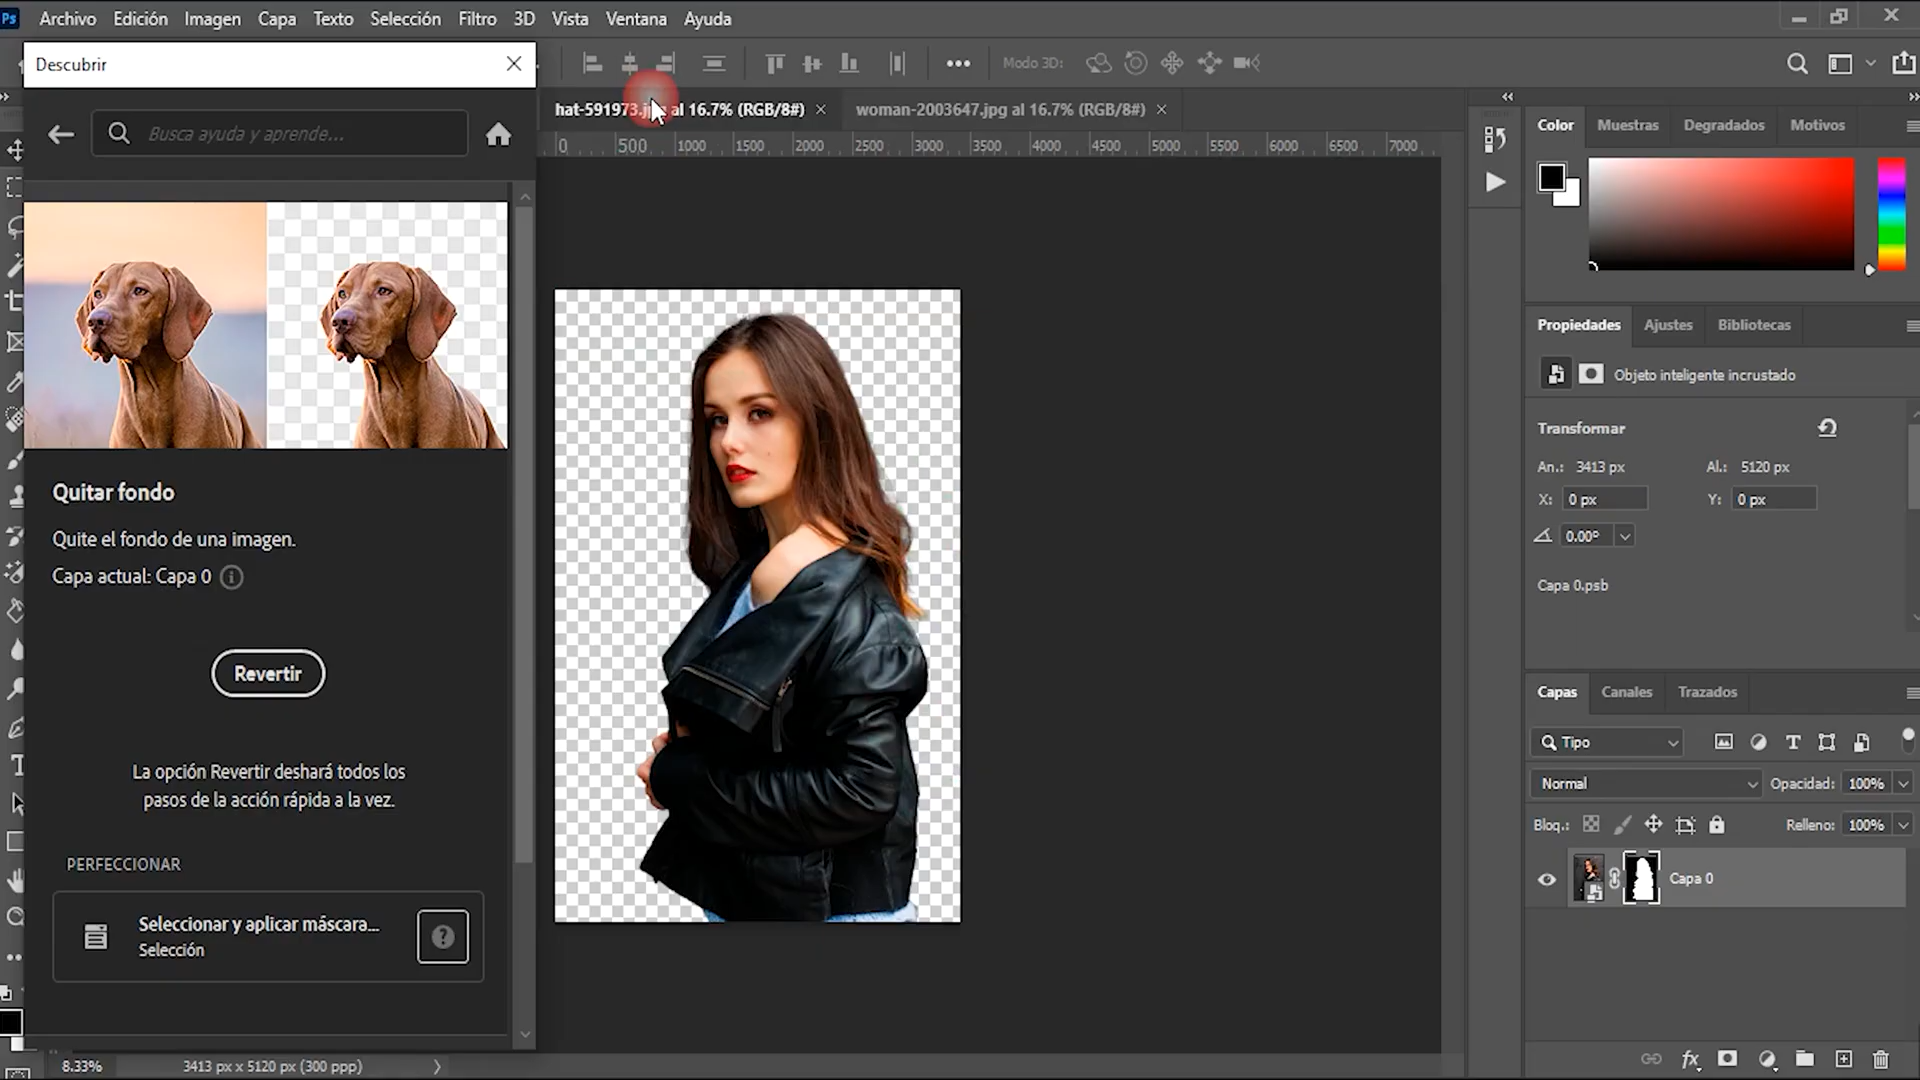 Ps
Archivo Edición Imagen Capa Texto Selección Filtro 3D Vista Ventana Ayuda
Descubrir
Modo 3D:
Busca ayuda y aprende...
hat-591973.jpg al 16.7% (RGB/8#)
woman-2003647.jpg al 16.7% (RGB/8#)
0 500 1000 1500 2000 2500 3000 3500 4000 4500 5000 5500 6000 6500 7000
Quitar fondo
Quite el fondo de una imagen.
Capa actual: Capa 0
Revertir
La opción Revertir deshará todos los
pasos de la acción rápida a la vez.
PERFECCIONAR
Seleccionar y aplicar máscara...
Selección
8.33% 3413 px x 5120 px (300 ppp)
Color Muestras Degradados Motivos
Propiedades Ajustes Bibliotecas
Objeto inteligente incrustado
Transformar
An.: 3413 px Al.: 5120 px
X: 0 px Y: 0 px
0.00°
Capa 0.psb
Capas Canales Trazados
Tipo
Normal Opacidad: 100%
Bloq.: Relleno: 100%
Capa 0
fx